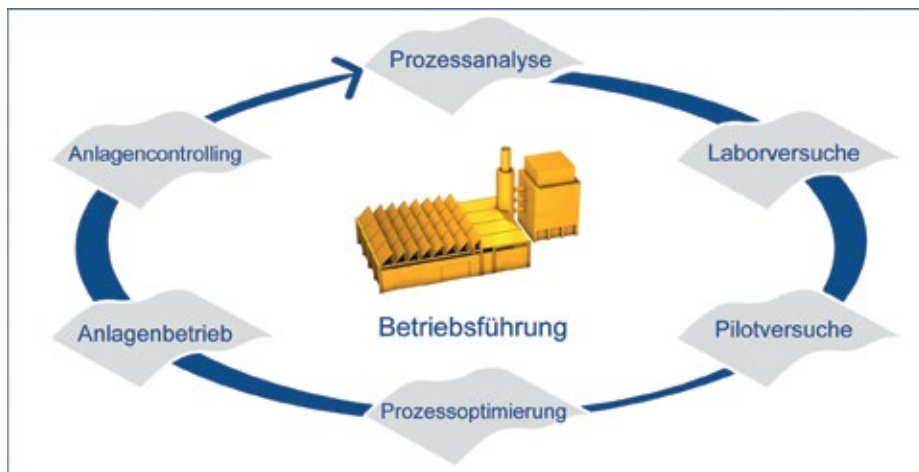 Prozessanalyse
Laborversuche
Pilotversuche
Prozessoptimierung
Anlagenbetrieb
Anlagencontrolling
Betriebsführung